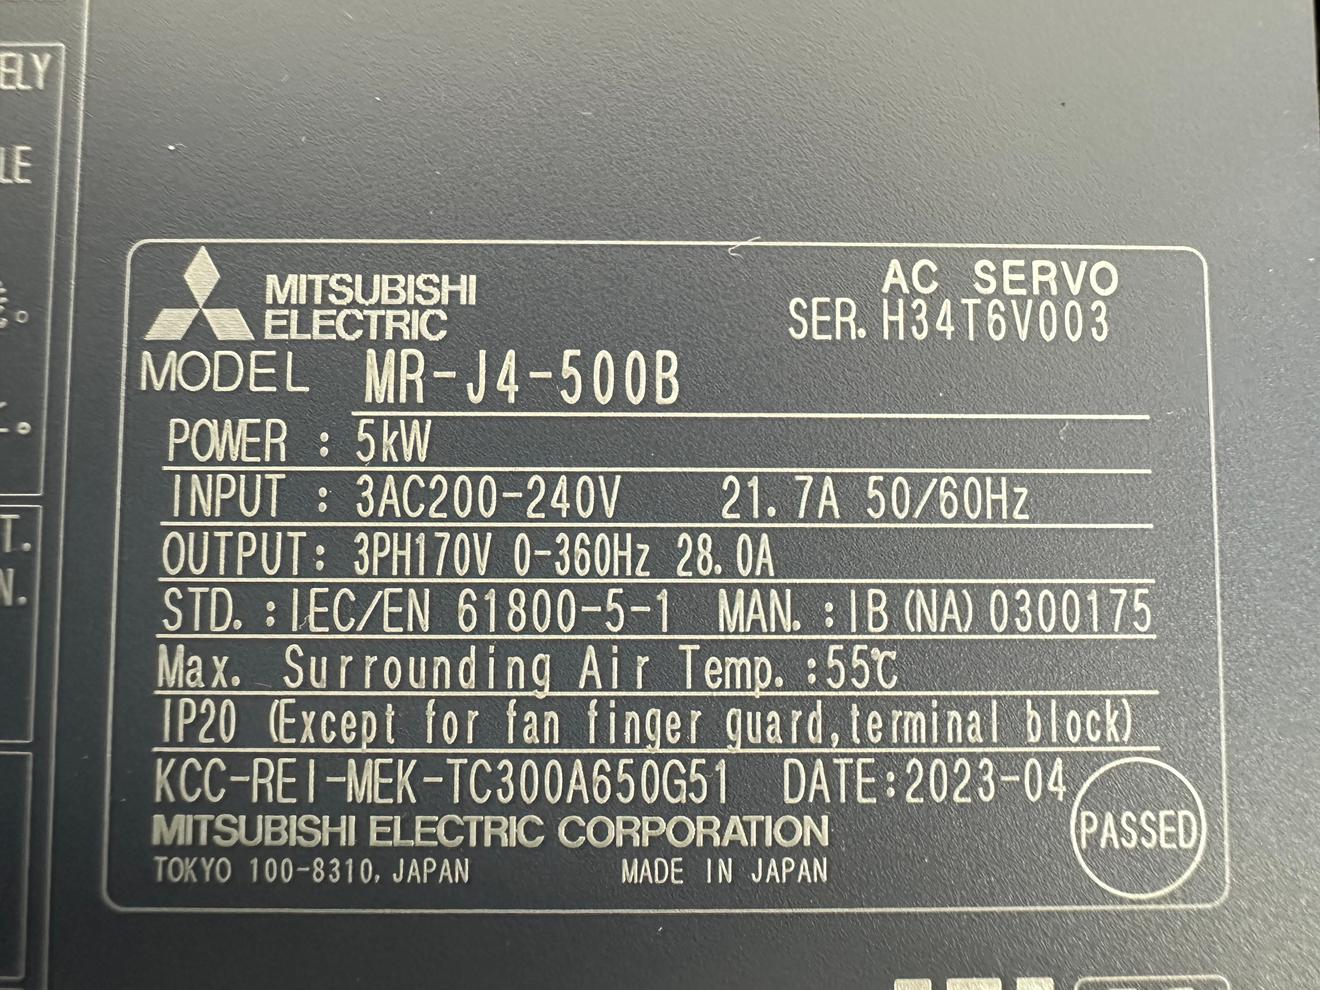 ELY
LE
T.
N.
MITSUBISHI
ELECTRIC
AC SERVO
SER. H34T6V003
MODEL MR-J4-500B
POWER : 5kW
INPUT : 3AC200-240V 21.7A 50/60Hz
OUTPUT: 3PH170V 0-360Hz 28.0A
STD. :IEC/EN 61800-5-1 MAN. :IB (NA) 0300175
Max. Surrounding Air Temp. :55℃
IP20 (Except for fan finger guard,terminal block)
KCC-REI-MEK-TC300A650G51 DATE:2023-04
PASSED
MITSUBISHI ELECTRIC CORPORATION
TOKYO 100-8310, JAPAN MADE IN JAPAN